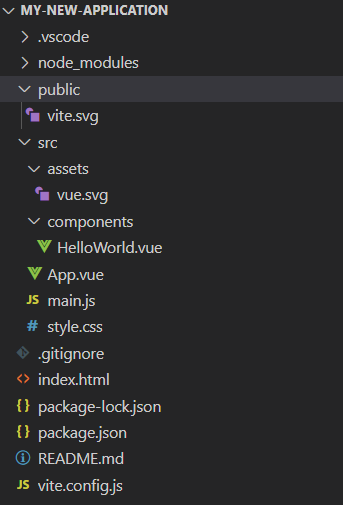 MY-NEW-APPLICATION
.vscode
node_modules
public
vite.svg
src
assets
vue.svg
components
HelloWorld.vue
App.vue
JS main.js
# style.css
.gitignore
<> index.html
{ } package-lock.json
{ } package.json
README.md
JS vite.config.js